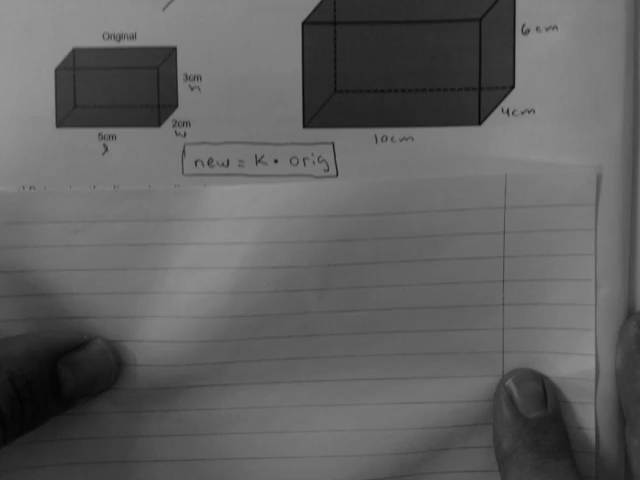 Original
3cm
2cm
w
5cm
l
6cm
4cm
10cm
new = K • orig